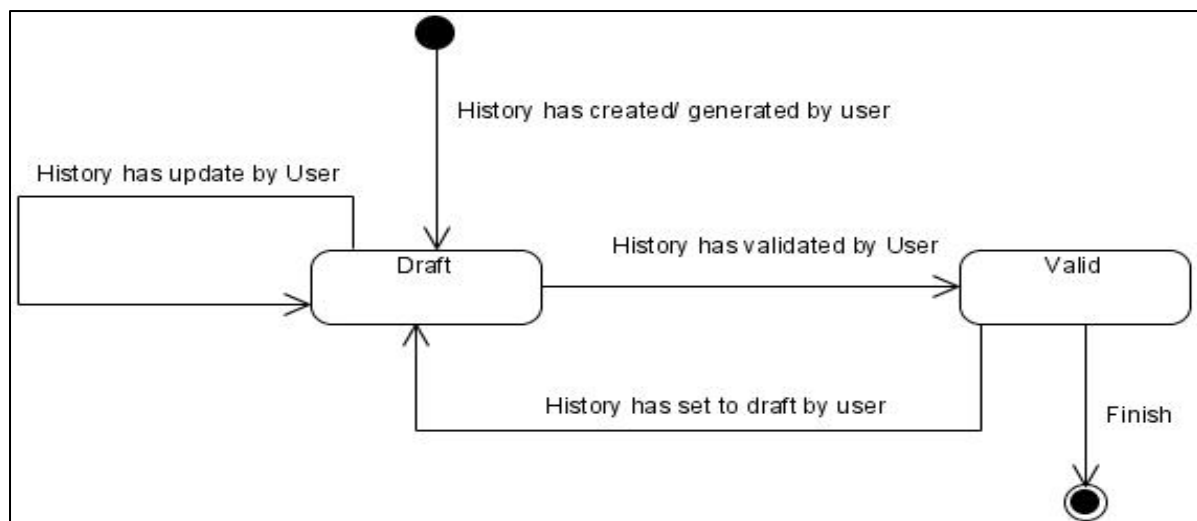 History has created/ generated by user
History has update by User
History has validated by User
Draft
Valid
History has set to draft by user
Finish